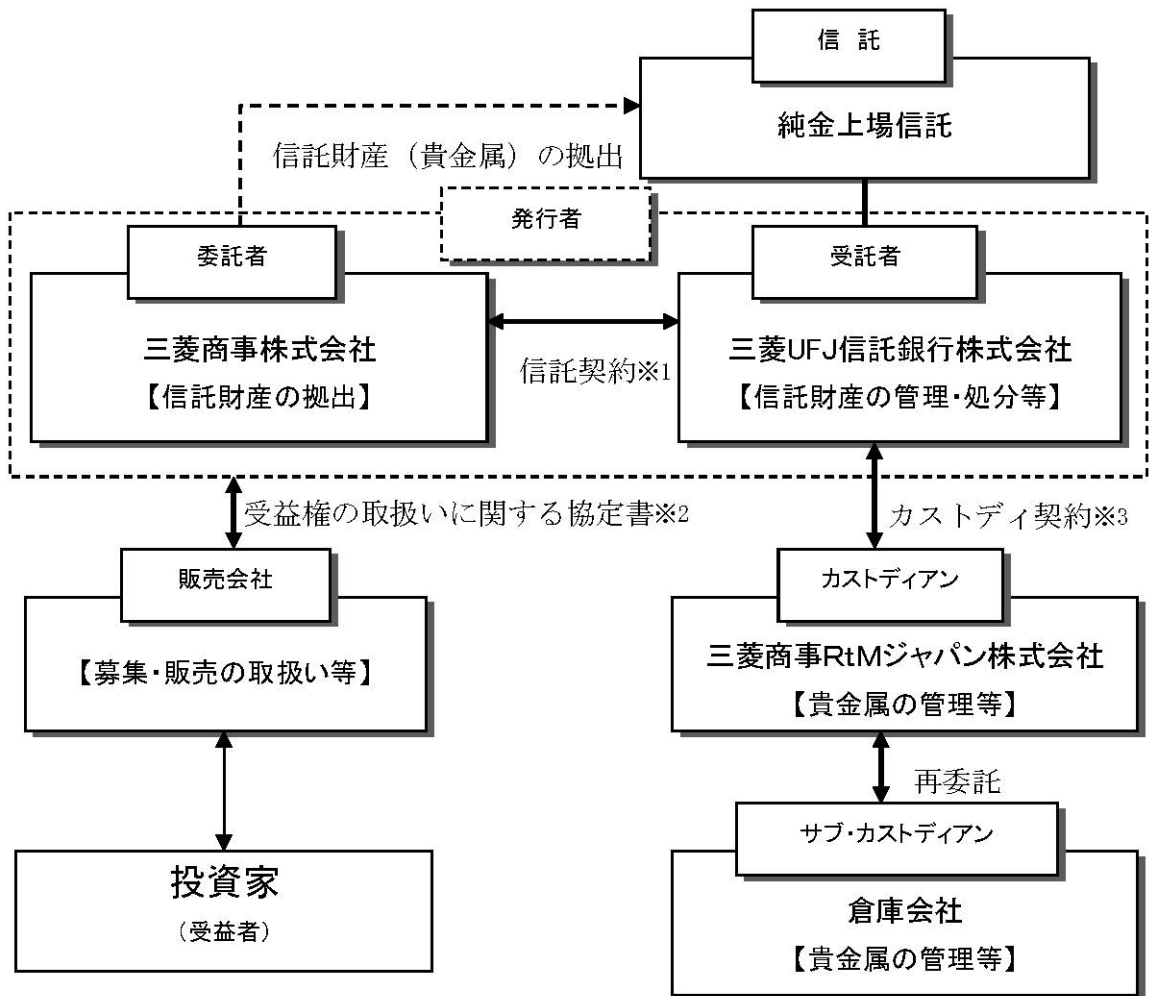 信 託
純金上場信託
信託財産（貴金属）の拠出
発行者
委託者
三菱商事株式会社
【信託財産の拠出】
信託契約※1
受託者
三菱UFJ信託銀行株式会社
【信託財産の管理・処分等】
受益権の取扱いに関する協定書※2
カストディ契約※3
販売会社
【募集・販売の取扱い等】
カストディアン
三菱商事RtMジャパン株式会社
【貴金属の管理等】
再委託
投資家
（受益者）
サブ・カストディアン
倉庫会社
【貴金属の管理等】